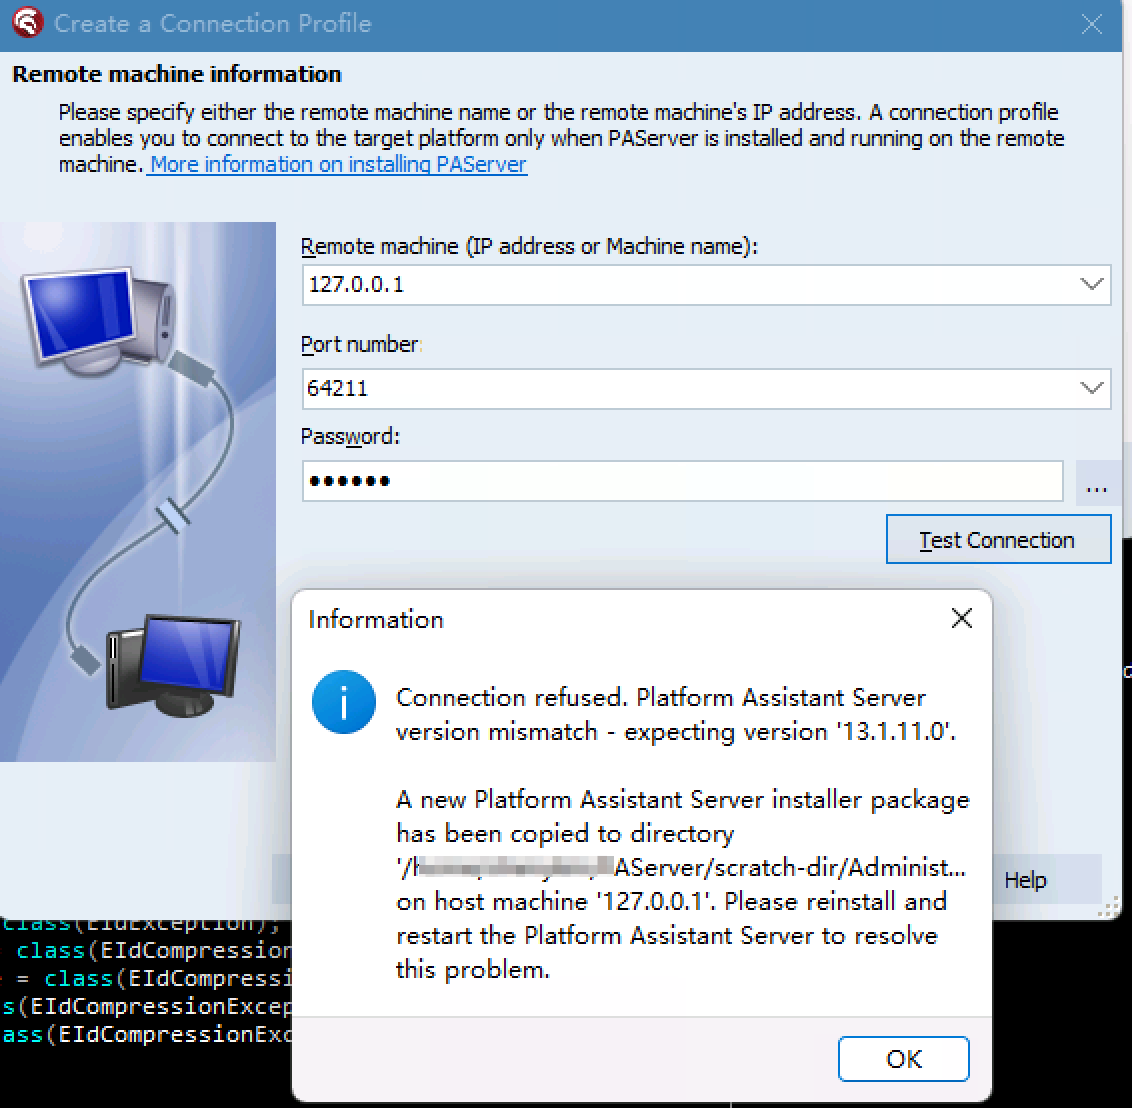 Create a Connection Profile
Remote machine information
Please specify either the remote machine name or the remote machine's IP address. A connection profile
enables you to connect to the target platform only when PAServer is installed and running on the remote
machine. More information on installing PAServer
Remote machine (IP address or Machine name):
127.0.0.1
Port number:
64211
Password:
••••••
...
Test Connection
Information
Connection refused. Platform Assistant Server
version mismatch - expecting version '13.1.11.0'.
A new Platform Assistant Server installer package
has been copied to directory
'/h AServer/scratch-dir/Administ...
on host machine '127.0.0.1'. Please reinstall and
restart the Platform Assistant Server to resolve
this problem.
OK
Help
class(EIdException);
class(EIdCompression
= class(EIdCompressi
s(EIdCompressionExcep
ass(EIdCompressionExc